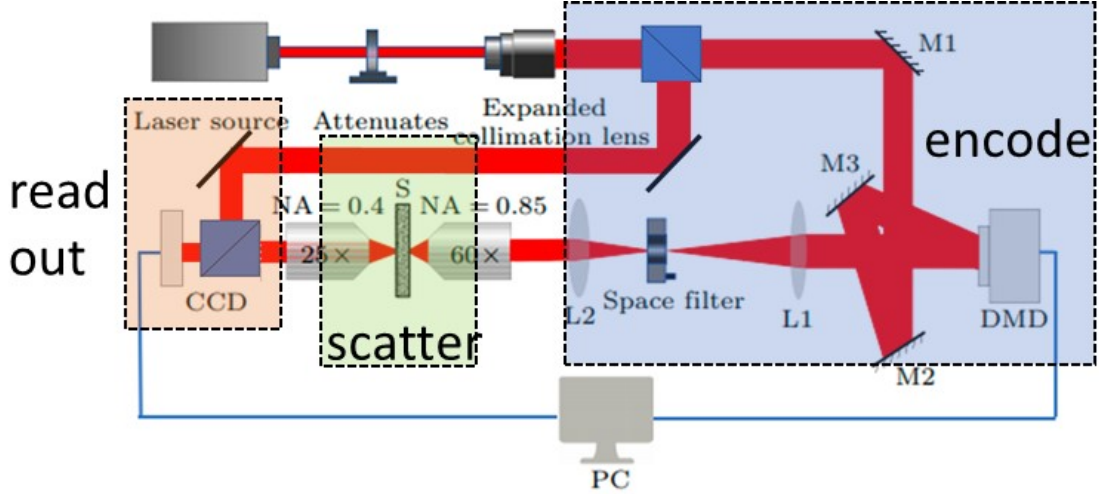 M1
Laser source
Attenuates
Expanded
collimation lens
encode
read
out
M3
S
NA = 0.4
NA = 0.85
25×
60×
CCD
L2
Space filter
L1
DMD
scatter
M2
PC